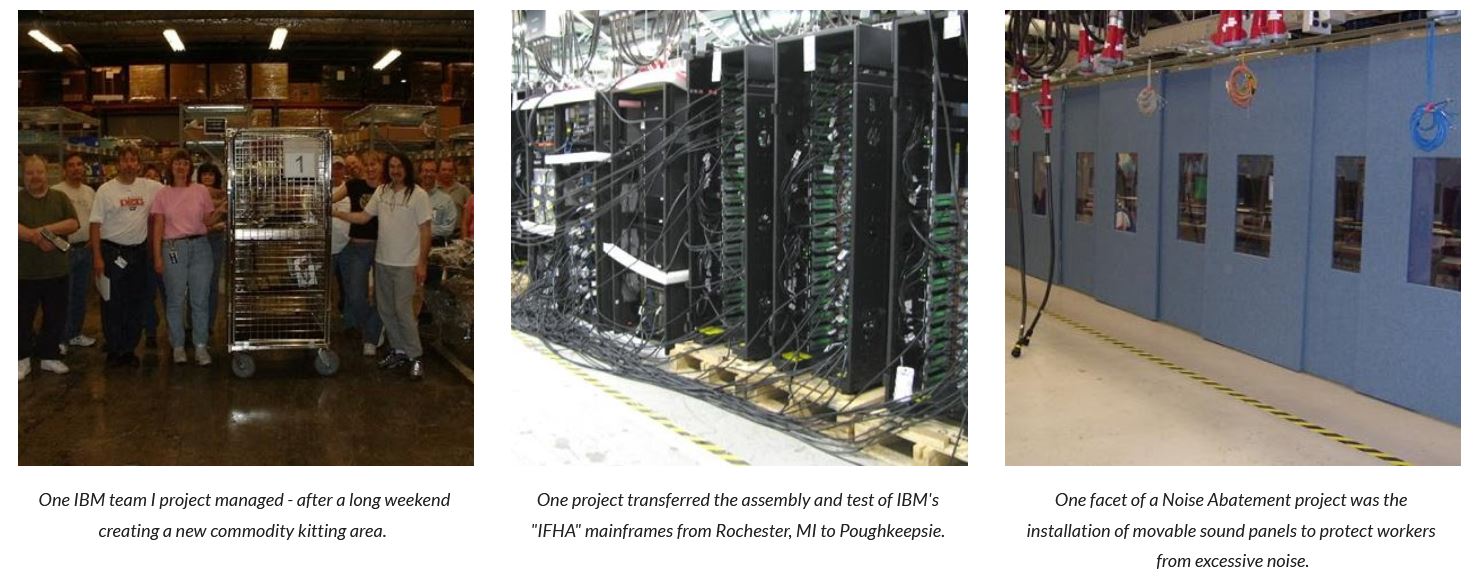 1
One IBM team I project managed - after a long weekend
creating a new commodity kitting area.
One project transferred the assembly and test of IBM's
"IFHA" mainframes from Rochester, MI to Poughkeepsie.
One facet of a Noise Abatement project was the
installation of movable sound panels to protect workers
from excessive noise.